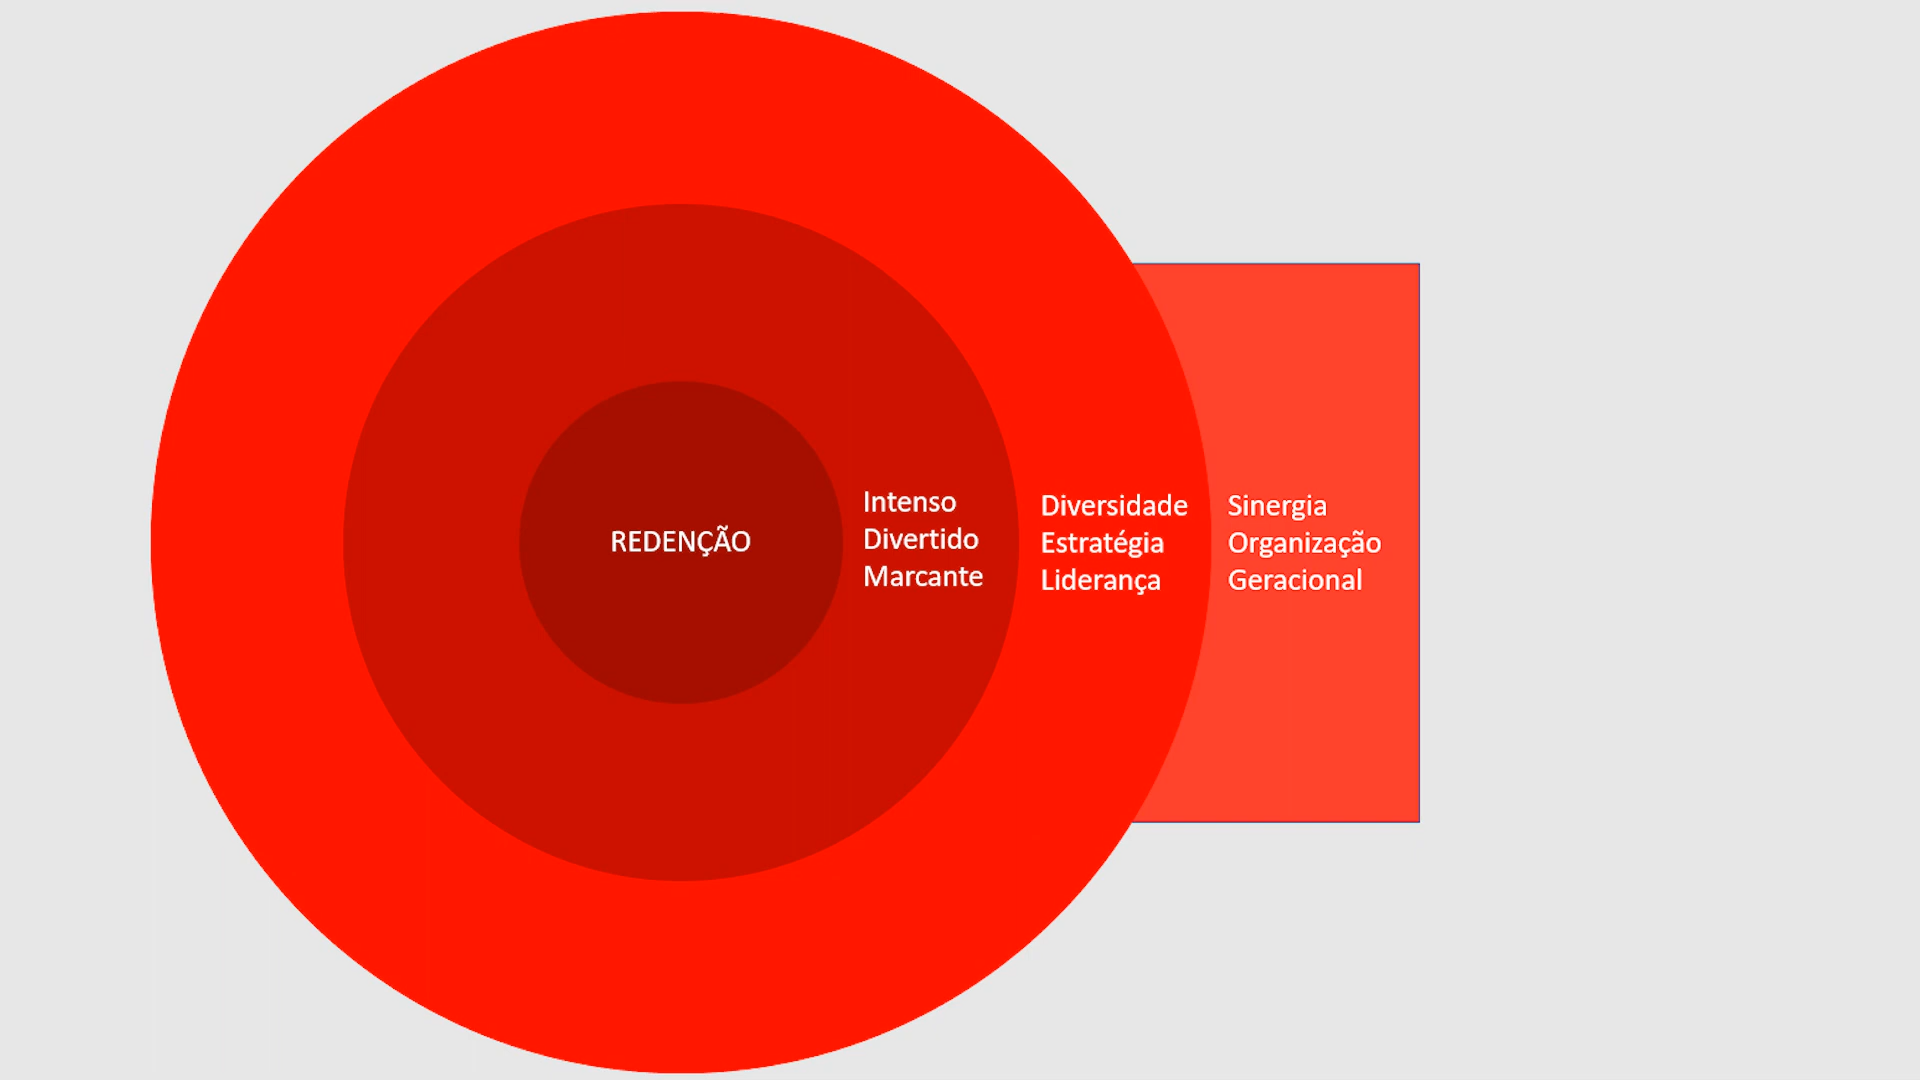 REDENÇÃO
Intenso
Divertido
Marcante
Diversidade
Estratégia
Liderança
Sinergia
Organização
Geracional